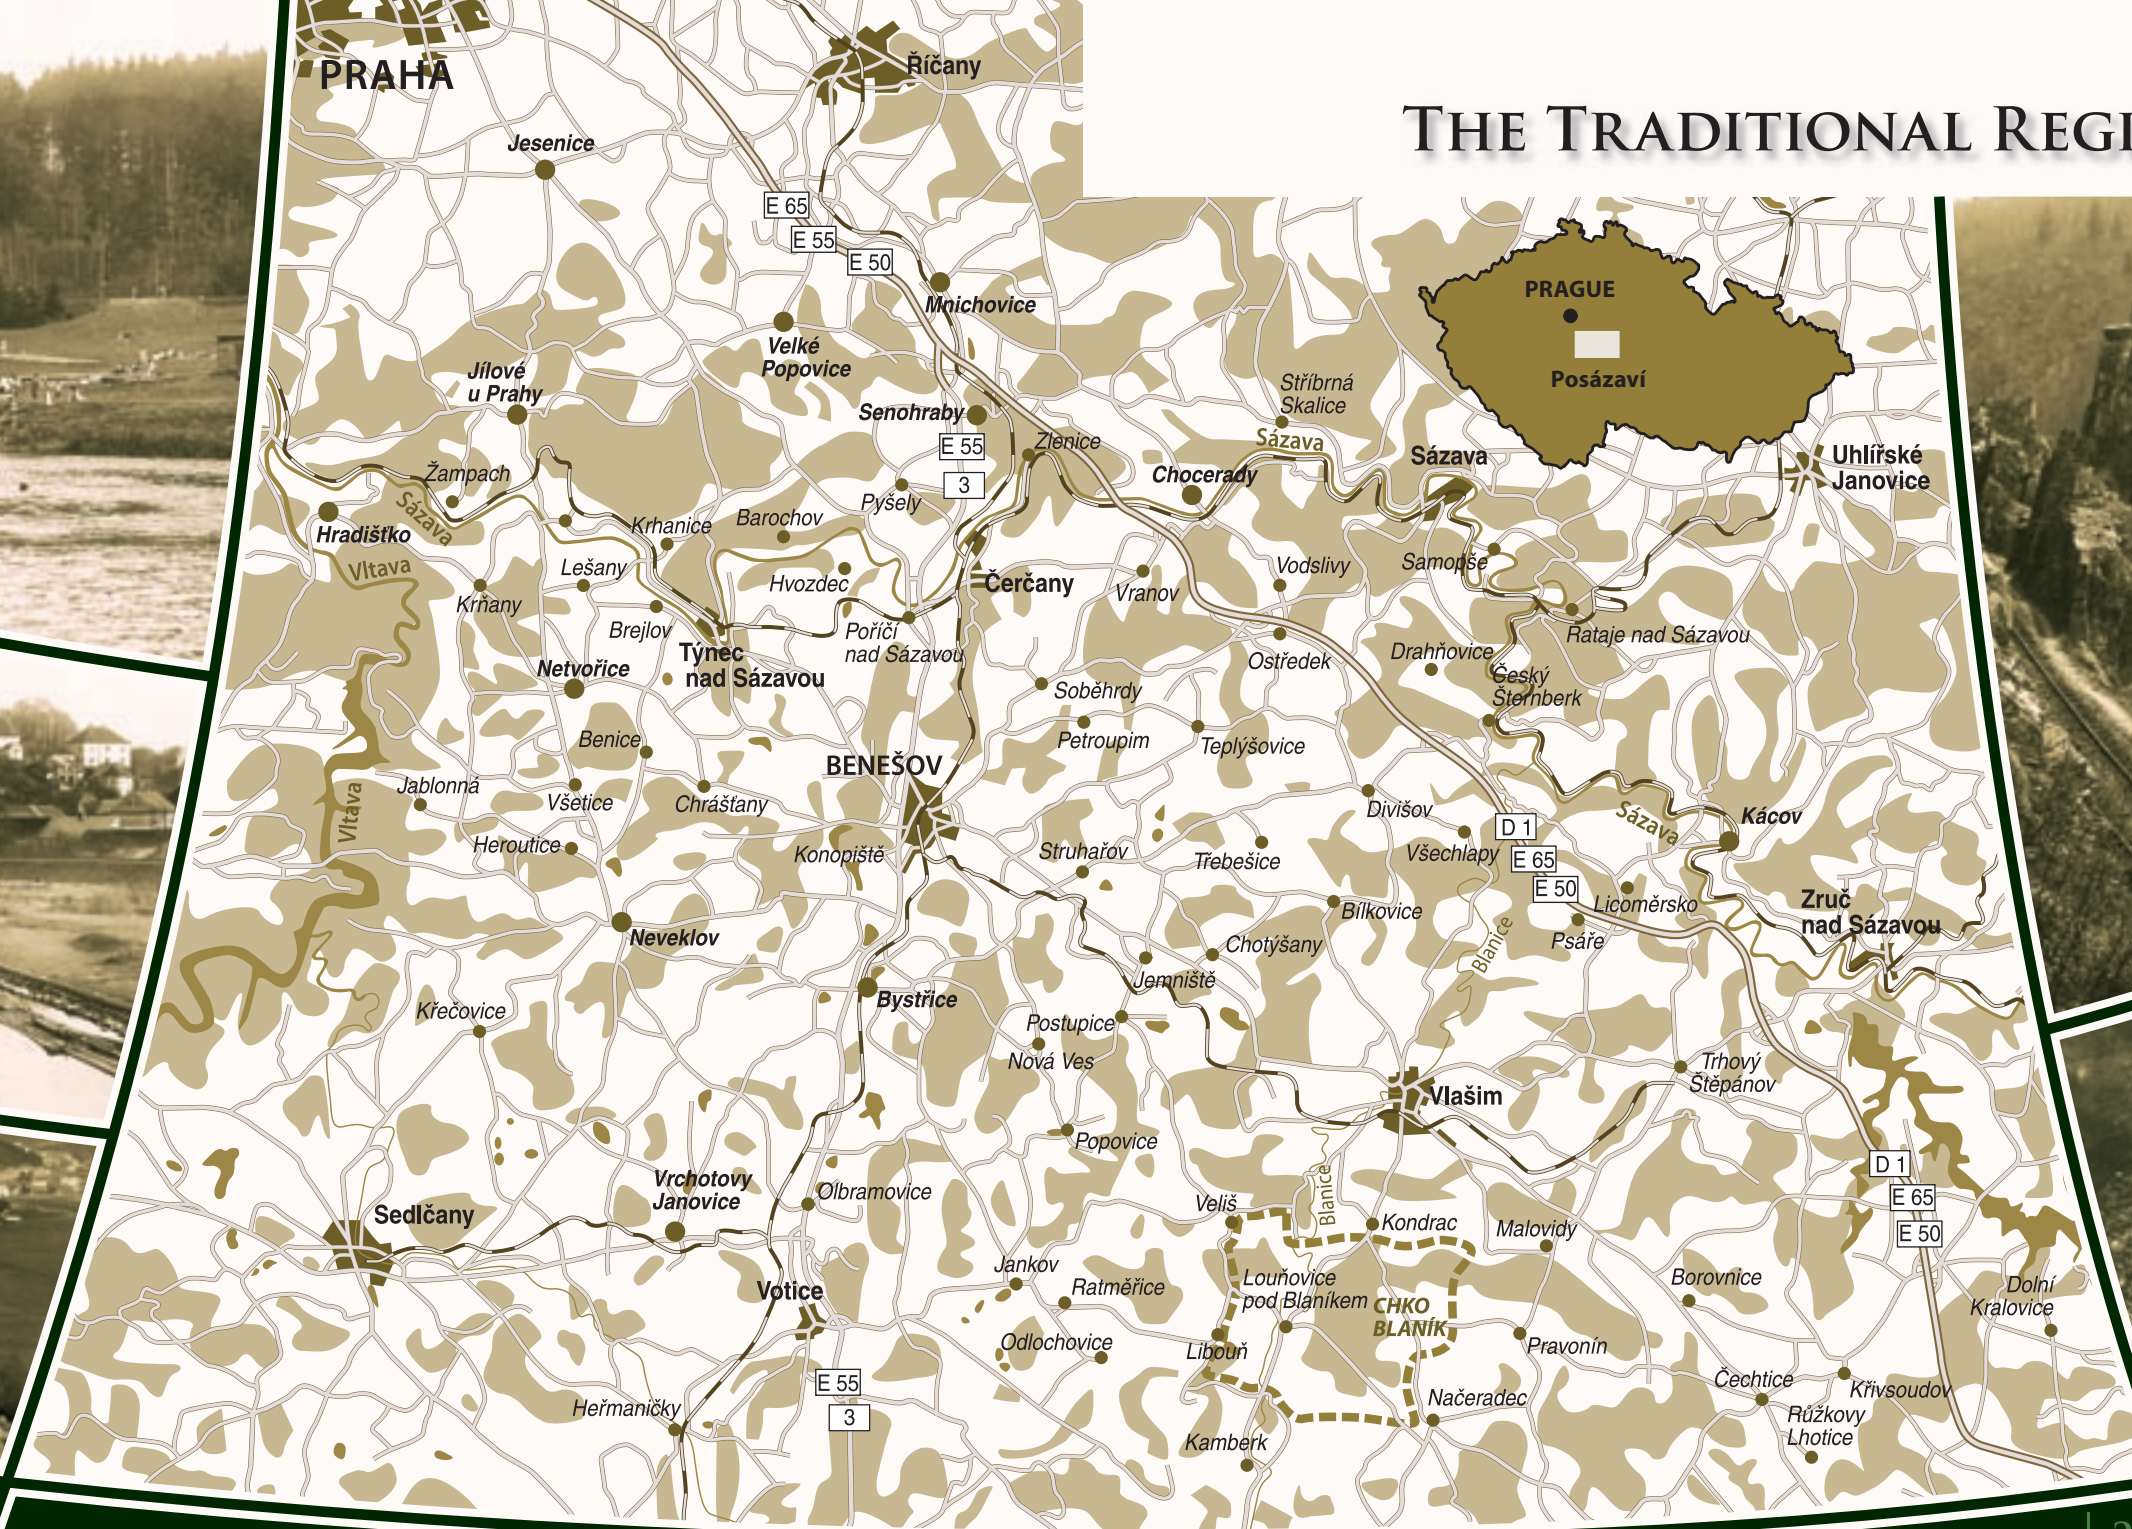 PRAHA
Říčany
THE TRADITIONAL REGI
Jesenice
E 65
E 55
E 50
Mnichovice
PRAGUE
Posázaví
Velké
Popovice
Jílové
u Prahy
Senohraby
Stříbrná
Skalice
E 55
3
Zlenice
Sázava
Sázava
Uhlířské
Janovice
Žampach
Chocerady
Sázava
Pyšely
Hradištko
Krhanice
Barochov
Vltava
Lešany
Hvozdec
Čerčany
Vranov
Vodslivy
Samopše
Krňany
Brejlov
Poříčí
nad Sázavou
Rataje nad Sázavou
Týnec
nad Sázavou
Netvořice
Ostředek
Drahňovice
Český
Šternberk
Soběhrdy
Petroupim
Teplýšovice
Benice
BENEŠOV
Jablonná
Všetice
Chrášťany
Vltava
Divišov
D 1
Sázava
Kácov
Heroutice
Konopiště
Struhařov
Třebešice
Všechlapy
E 65
E 50
Bílkovice
Licoměrsko
Zruč
nad Sázavou
Neveklov
Psáře
Chotýšany
Blanice
Jemniště
Bystřice
Křečovice
Postupice
Nová Ves
Trhový
Štěpánov
Vlašim
Popovice
D 1
Vrchotovy
Janovice
Olbramovice
Veliš
Blanice
Kondrac
Malovidy
E 65
E 50
Sedlčany
Jankov
Ratměřice
Louňovice
pod Blaníkem
CHKO
BLANÍK
Borovnice
Dolní
Kralovice
Votice
Odlochovice
Libouň
Pravonín
E 55
3
Čechtice
Křivsoudov
Heřmaničky
Načeradec
Růžkovy
Lhotice
Kamberk